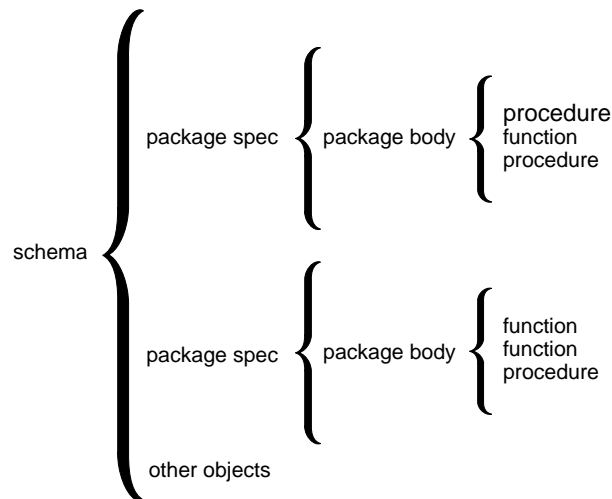 schema
package spec
package body
procedure
function
procedure
package spec
package body
function
function
procedure
other objects